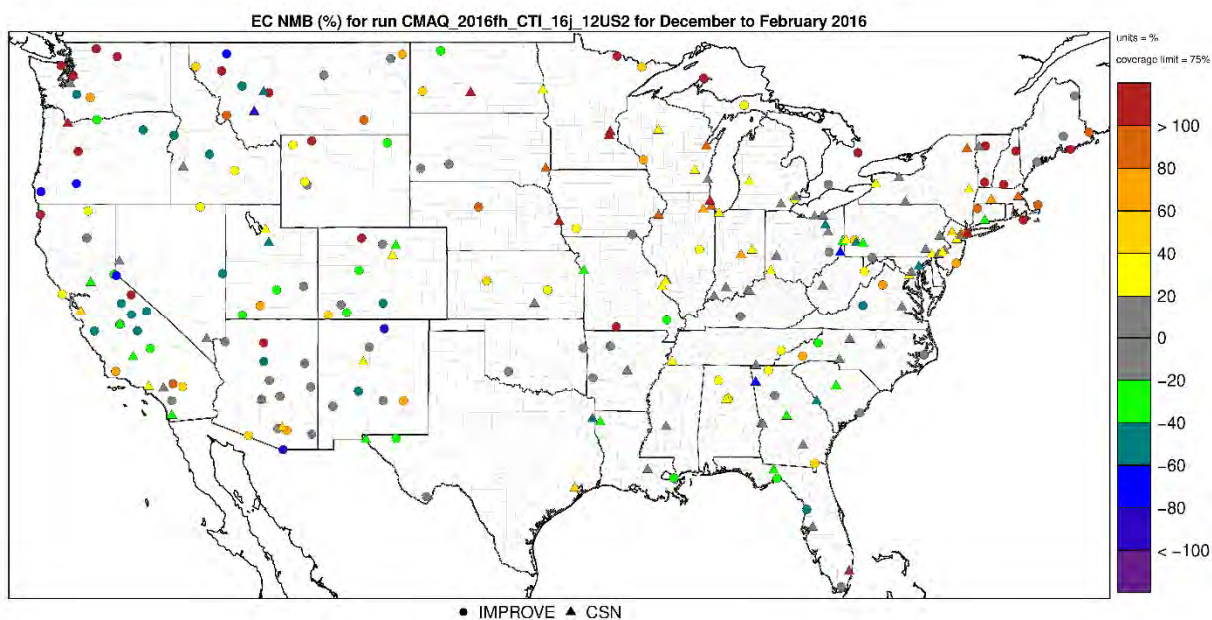 EC NMB (%) for run CMAQ_2016fh_CTI_16j_12US2 for December to February 2016
units = %
coverage limit = 75%
> 100
80
60
40
20
0
−20
−40
−60
−80
< −100
IMPROVE CSN